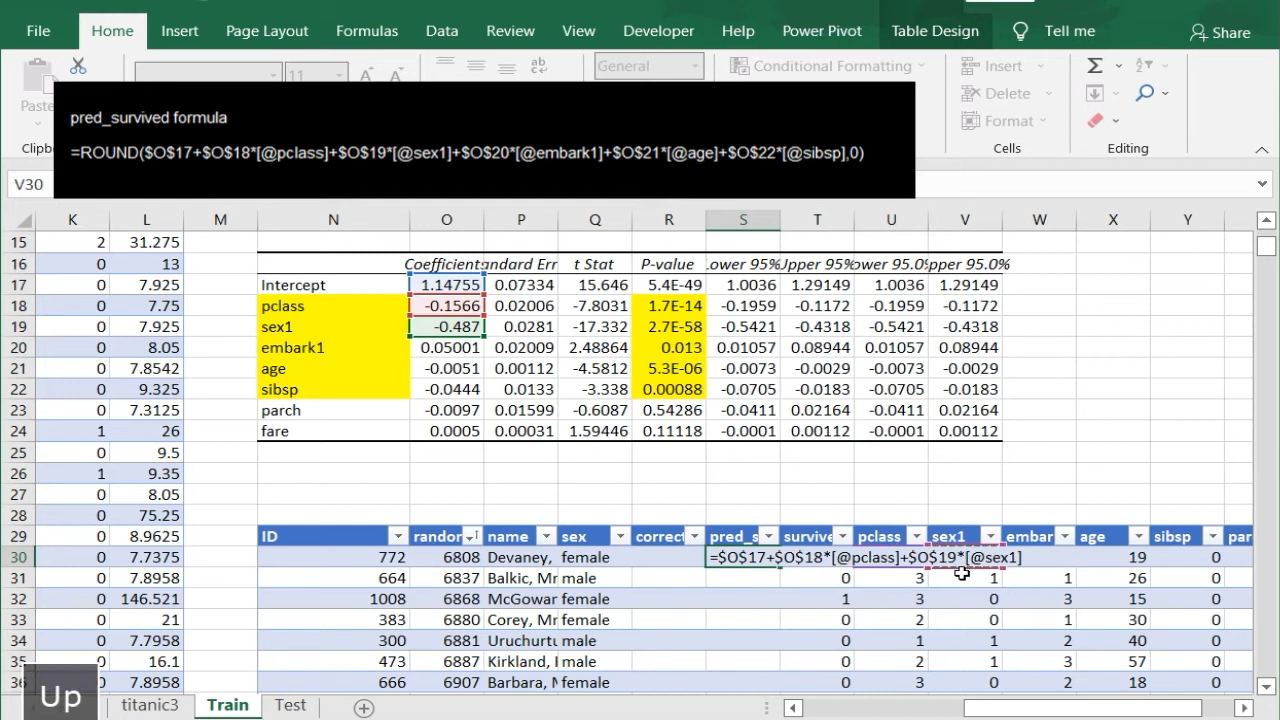 File Home Insert Page Layout Formulas Data Review View Developer Help Power Pivot Table Design Tell me Share
11 ab General Conditional Formatting Insert Σ
Paste Delete
Format
Clipb Cells Editing
pred_survived formula
=ROUND($O$17+$O$18*[@pclass]+$O$19*[@sex1]+$O$20*[@embark1]+$O$21*[@age]+$O$22*[@sibsp],0)
V30
K L M N O P Q R S T U V W X Y
15 2 31.275
16 0 13 Coefficients andard Err t Stat P-value Lower 95% Upper 95% ower 95.0% pper 95.0%
17 0 7.925 Intercept 1.14755 0.07334 15.646 5.4E-49 1.0036 1.29149 1.0036 1.29149
18 0 7.75 pclass -0.1566 0.02006 -7.8031 1.7E-14 -0.1959 -0.1172 -0.1959 -0.1172
19 0 7.925 sex1 -0.487 0.0281 -17.332 2.7E-58 -0.5421 -0.4318 -0.5421 -0.4318
20 0 8.05 embark1 0.05001 0.02009 2.48864 0.013 0.01057 0.08944 0.01057 0.08944
21 0 7.8542 age -0.0051 0.00112 -4.5812 5.3E-06 -0.0073 -0.0029 -0.0073 -0.0029
22 0 9.325 sibsp -0.0444 0.0133 -3.338 0.00088 -0.0705 -0.0183 -0.0705 -0.0183
23 0 7.3125 parch -0.0097 0.01599 -0.6087 0.54286 -0.0411 0.02164 -0.0411 0.02164
24 1 26 fare 0.0005 0.00031 1.59446 0.11118 -0.0001 0.00112 -0.0001 0.00112
25 0 9.5
26 1 9.35
27 0 8.05
28 0 75.25
29 0 8.9625 ID random name sex correct pred_s survive pclass sex1 embar age sibsp par
30 0 7.7375 772 6808 Devaney, female =$O$17+$O$18*[@pclass]+$O$19*[@sex1] 19 0
31 0 7.8958 664 6837 Balkic, Mr male 0 3 1 1 26 0
32 0 146.521 1008 6868 McGowar female 1 3 0 3 15 0
33 0 21 383 6880 Corey, Mr female 0 2 0 1 30 0
34 0 7.7958 300 6881 Uruchurtu male 0 1 1 2 40 0
35 0 16.1 473 6887 Kirkland, I male 0 2 1 3 57 0
36 0 7.8958 666 6907 Barbara, M female 0 3 0 2 18 0
Up
titanic3 Train Test